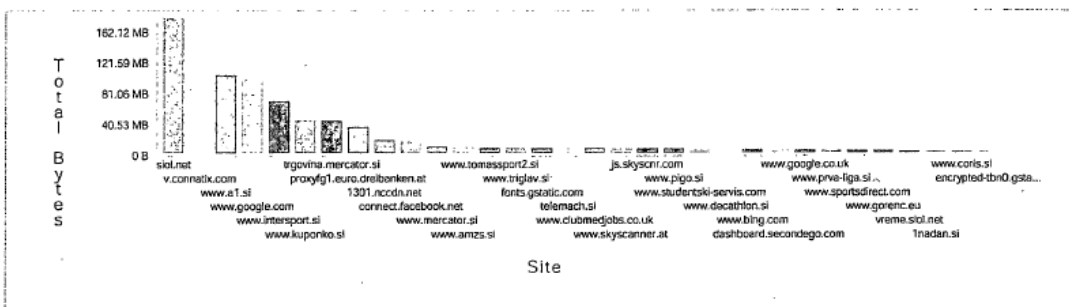 162.12 MB
121.59 MB
81.06 MB
40.53 MB
0 B
Total Bytes
siol.net trgovina.mercator.si www.tomassport2.si js.skyscnr.com www.google.co.uk www.coris.si
v.connatix.com proxyfg1.euro.dreibanken.at www.triglav.si www.pigo.si www.prva-liga.si encrypted-tbn0.gsta...
www.a1.si 1301.nccdn.net fonts.gstatic.com www.studentski-servis.com www.sportsdirect.com
www.google.com connect.facebook.net telemach.si www.decathlon.si www.gorenc.eu
www.intersport.si www.mercator.si www.clubmedjobs.co.uk www.bing.com vreme.siol.net
www.kuponko.si www.amzs.si www.skyscanner.at dashboard.secondego.com 1nadan.si
Site